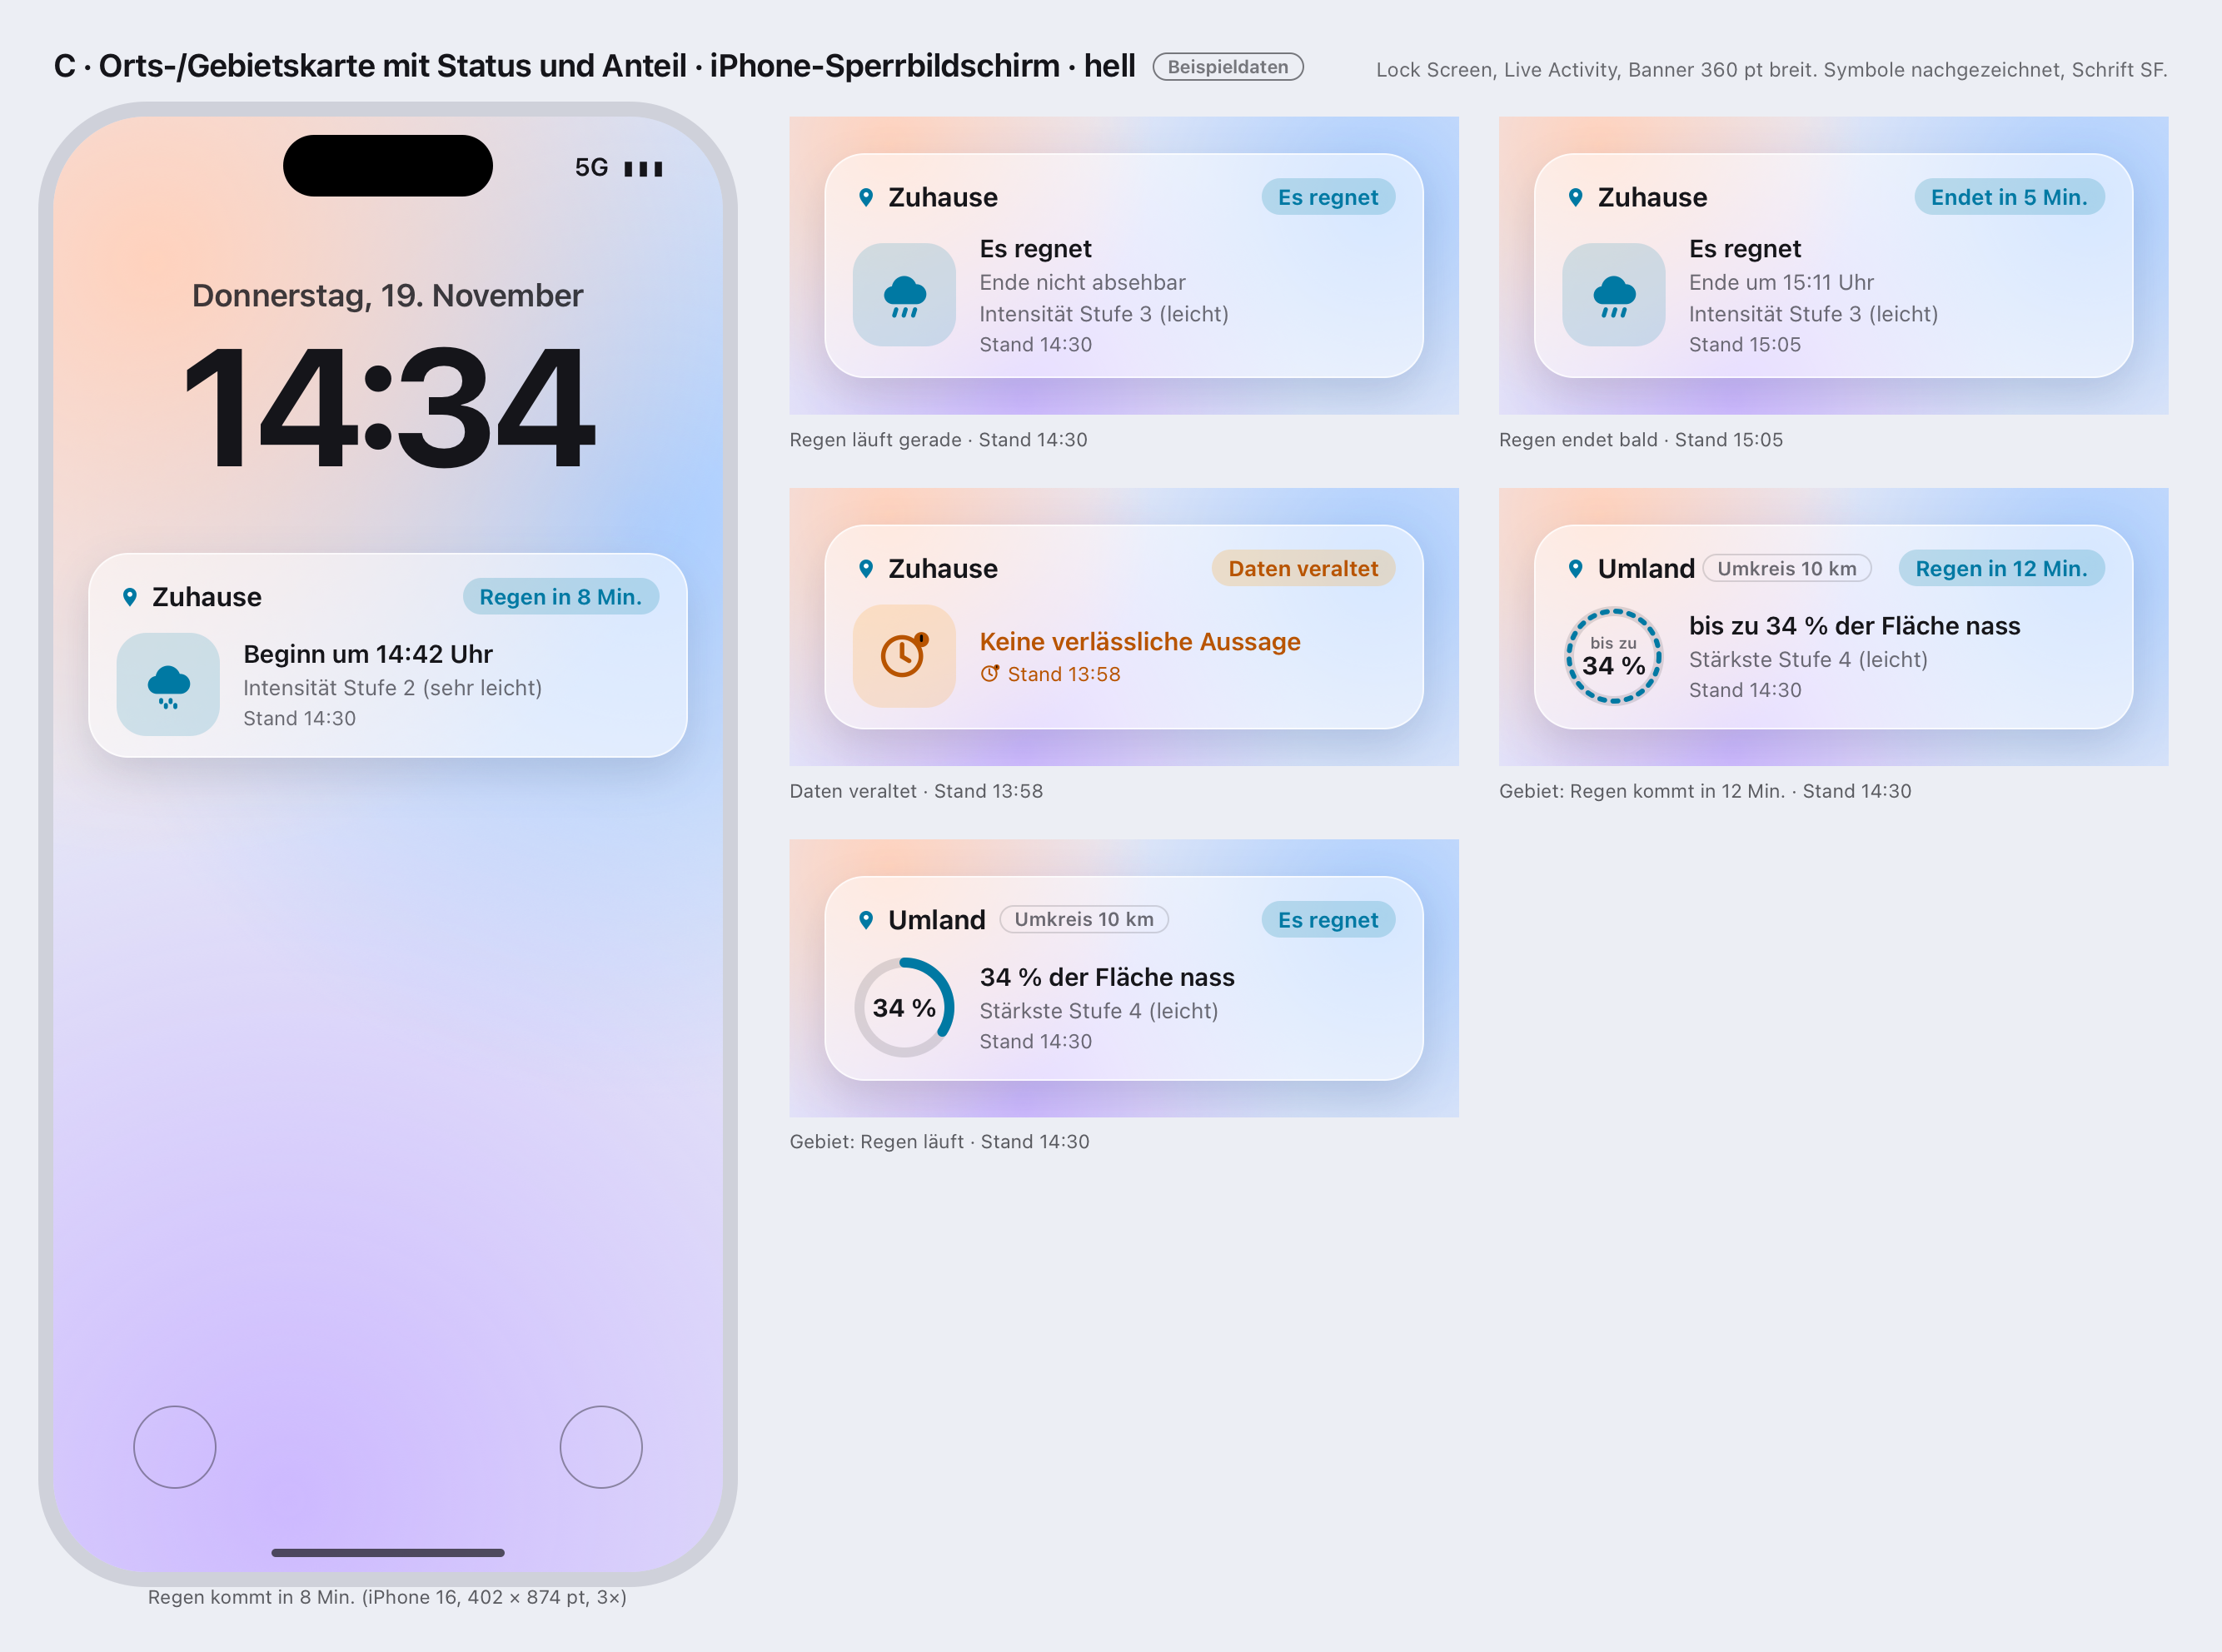 C · Orts-/Gebietskarte mit Status und Anteil · iPhone-Sperrbildschirm · hell
Beispieldaten
Lock Screen, Live Activity, Banner 360 pt breit. Symbole nachgezeichnet, Schrift SF.
5G
Donnerstag, 19. November
14:34
Zuhause
Regen in 8 Min.
Beginn um 14:42 Uhr
Intensität Stufe 2 (sehr leicht)
Stand 14:30
Regen kommt in 8 Min. (iPhone 16, 402 × 874 pt, 3×)
Zuhause
Es regnet
Es regnet
Ende nicht absehbar
Intensität Stufe 3 (leicht)
Stand 14:30
Regen läuft gerade · Stand 14:30
Zuhause
Endet in 5 Min.
Es regnet
Ende um 15:11 Uhr
Intensität Stufe 3 (leicht)
Stand 15:05
Regen endet bald · Stand 15:05
Zuhause
Daten veraltet
Keine verlässliche Aussage
Stand 13:58
Daten veraltet · Stand 13:58
Umland
Umkreis 10 km
Regen in 12 Min.
bis zu
34 %
bis zu 34 % der Fläche nass
Stärkste Stufe 4 (leicht)
Stand 14:30
Gebiet: Regen kommt in 12 Min. · Stand 14:30
Umland
Umkreis 10 km
Es regnet
34 %
34 % der Fläche nass
Stärkste Stufe 4 (leicht)
Stand 14:30
Gebiet: Regen läuft · Stand 14:30